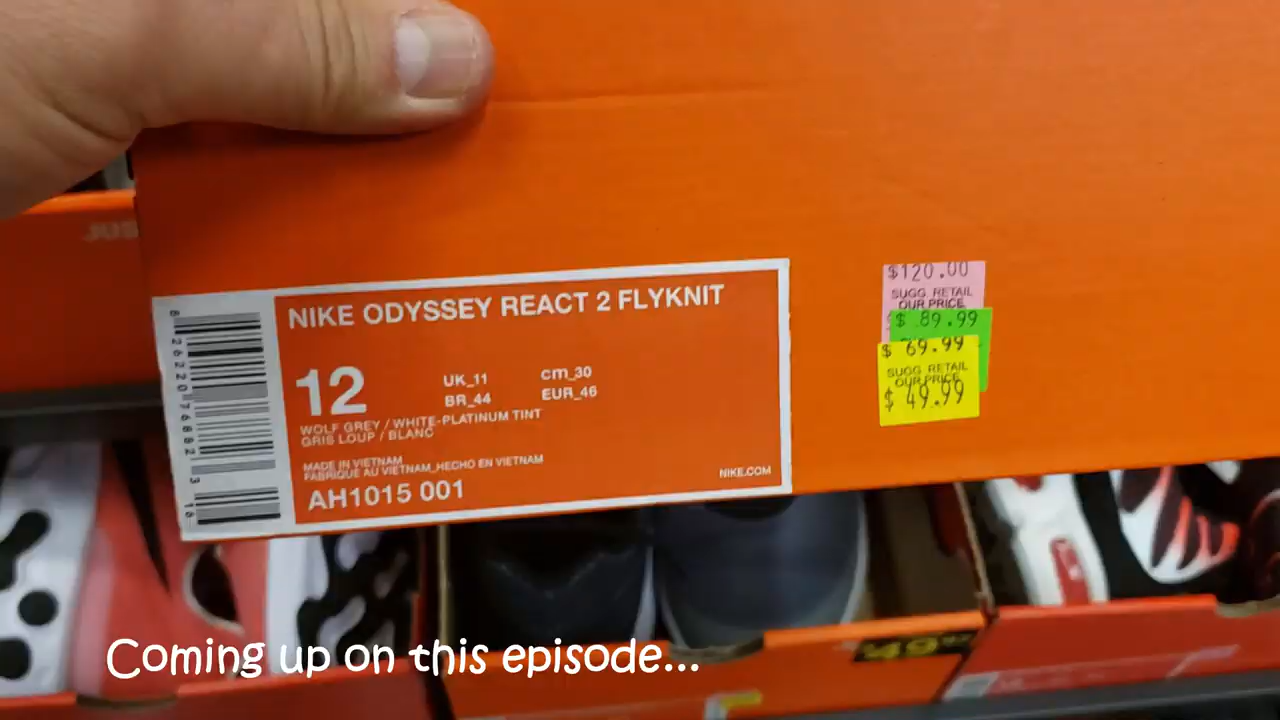 NIKE ODYSSEY REACT 2 FLYKNIT
12
UK_11
cm_30
BR_44
EUR_46
WOLF GREY / WHITE-PLATINUM TINT
GRIS LOUP / BLANC
MADE IN VIETNAM
FABRIQUE AU VIETNAM_HECHO EN VIETNAM
NIKE.COM
AH1015 001
$120.00
SUGG. RETAIL
OUR PRICE
$ 89.99
$ 69.99
SUGG. RETAIL
OUR PRICE
$ 49.99
Coming up on this episode...